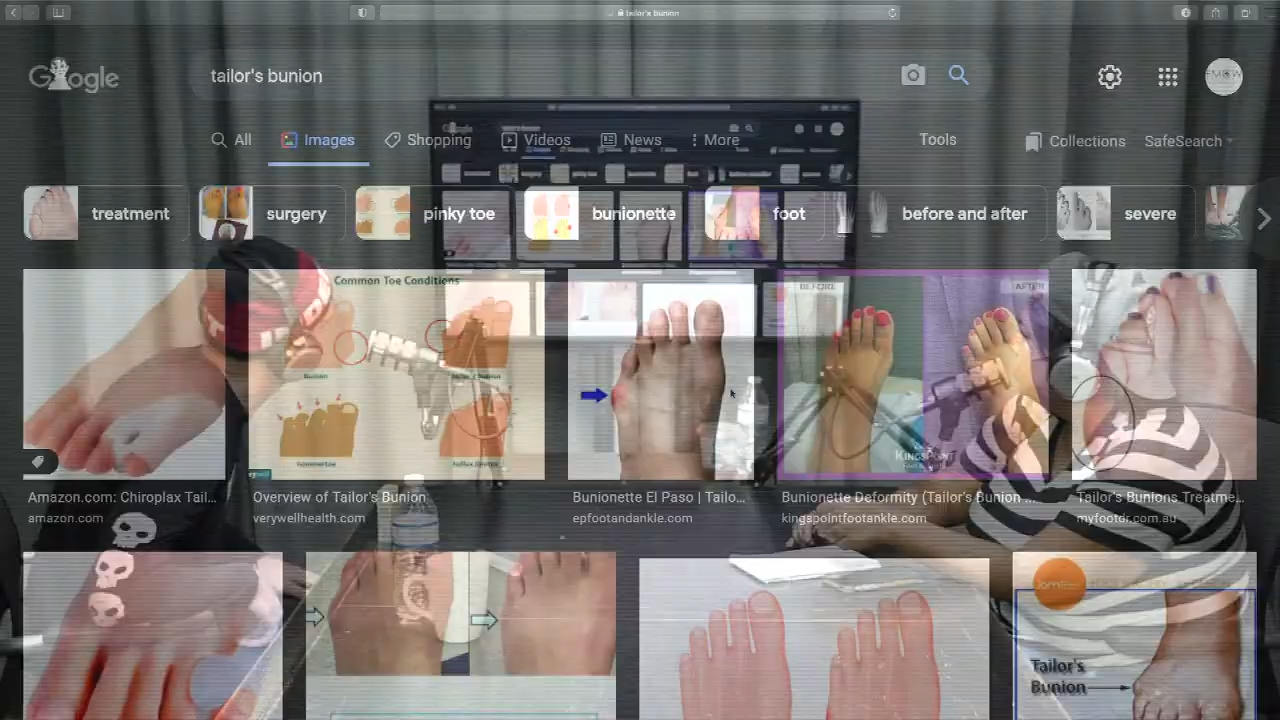 tailor's bunion
Google
tailor's bunion
All
Images
Shopping
Videos
News
More
Tools
Collections
SafeSearch
treatment
surgery
pinky toe
bunionette
foot
before and after
severe
Common Toe Conditions
Bunion
BEFORE
AFTER
KINGSPOINT
Amazon.com: Chiroplax Tail...
amazon.com
Overview of Tailor's Bunion
verywellhealth.com
Bunionette El Paso | Tailo...
epfootandankle.com
Bunionette Deformity (Tailor's Bunion ...
kingspointfootankle.com
Tailor's Bunions Treatme...
myfootdr.com.au
Tailor's
Bunion